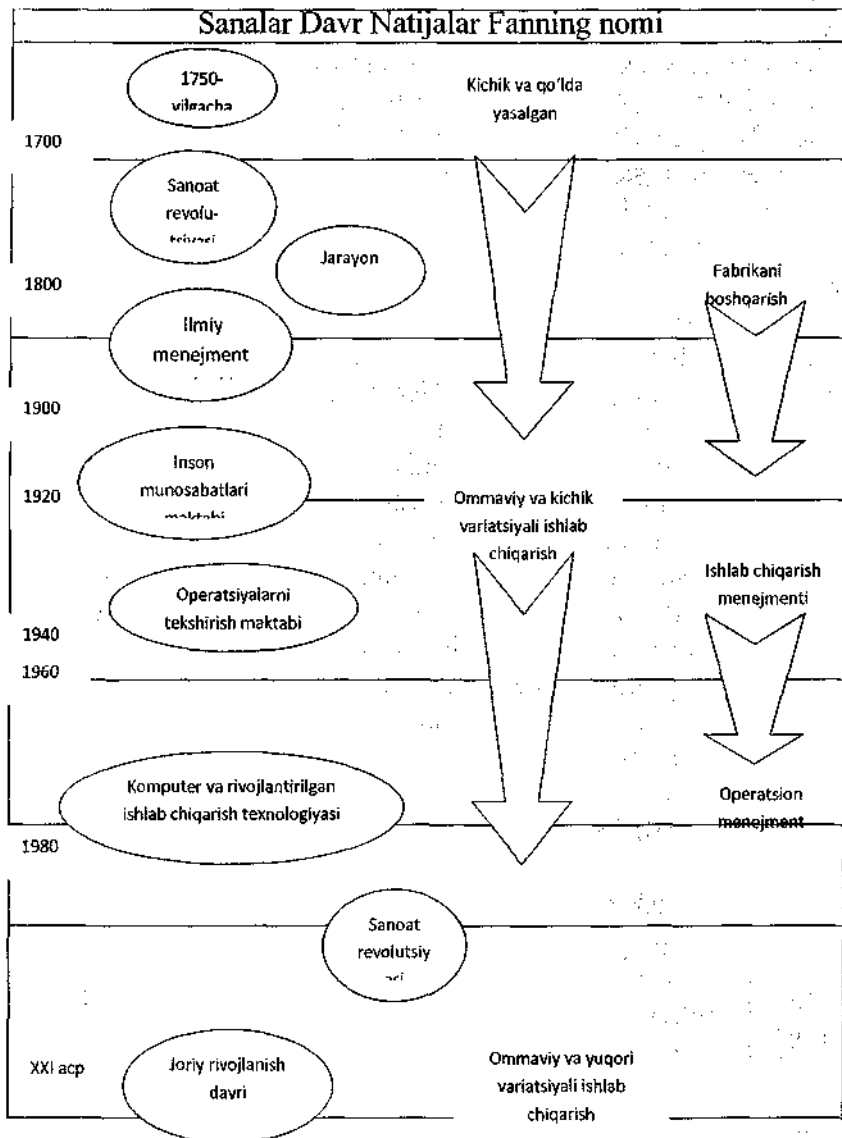 Sanalar Davr Natijalar Fanning nomi
1750-
yilgacha
Kichik va qo'lda
yasalgan
1700
Sanoat
revolu-
Jarayon
1800
Fabrikani
boshqarish
Ilmiy
menejment
1900
Inson
munosabatlari
maktabi
1920
Ommaviy va kichik
variatsiyali ishlab
chiqarish
Operatsiyalarni
tekshirish maktabi
Ishlab chiqarish
menejmenti
1940
1960
Komputer va rivojlantirilgan
ishlab chiqarish texnologiyasi
Operatsion
menejment
1980
Sanoat
revolutsiy
XXI acp
Joriy rivojlanish
davri
Ommaviy va yuqori
variatsiyali ishlab
chiqarish